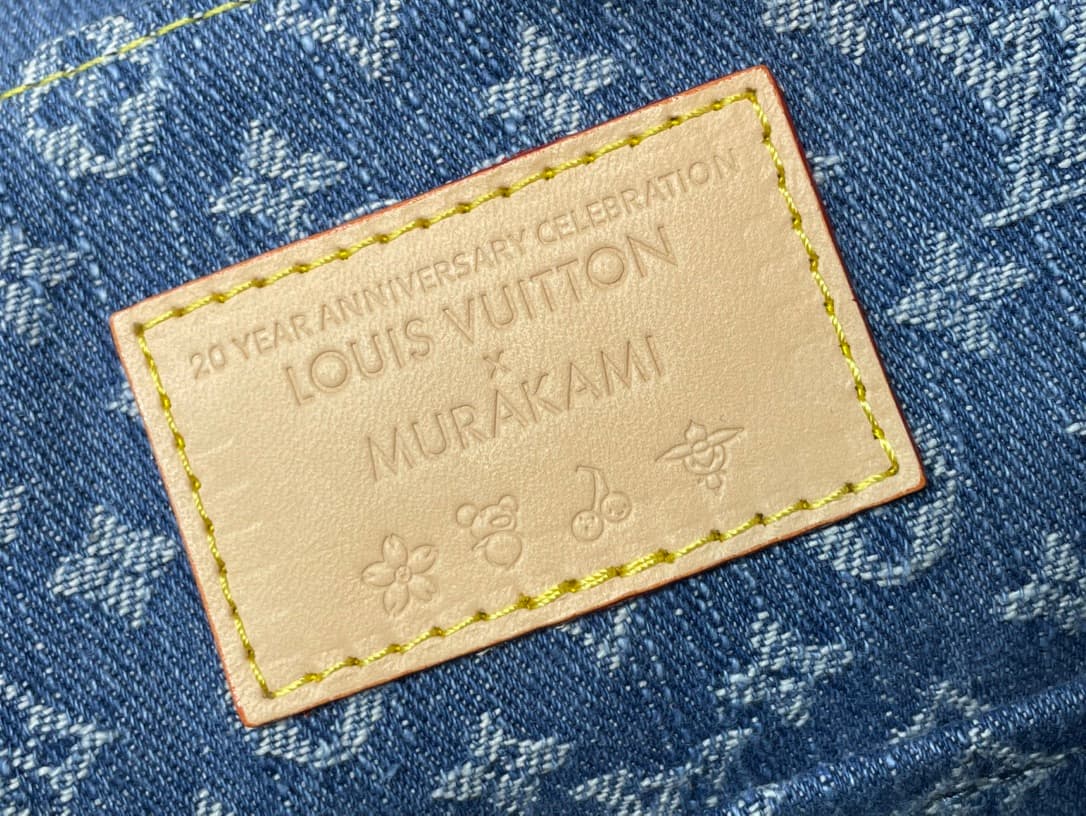 20 YEAR ANNIVERSARY CELEBRATION
LOUIS VUITTON
x
MURAKAMI